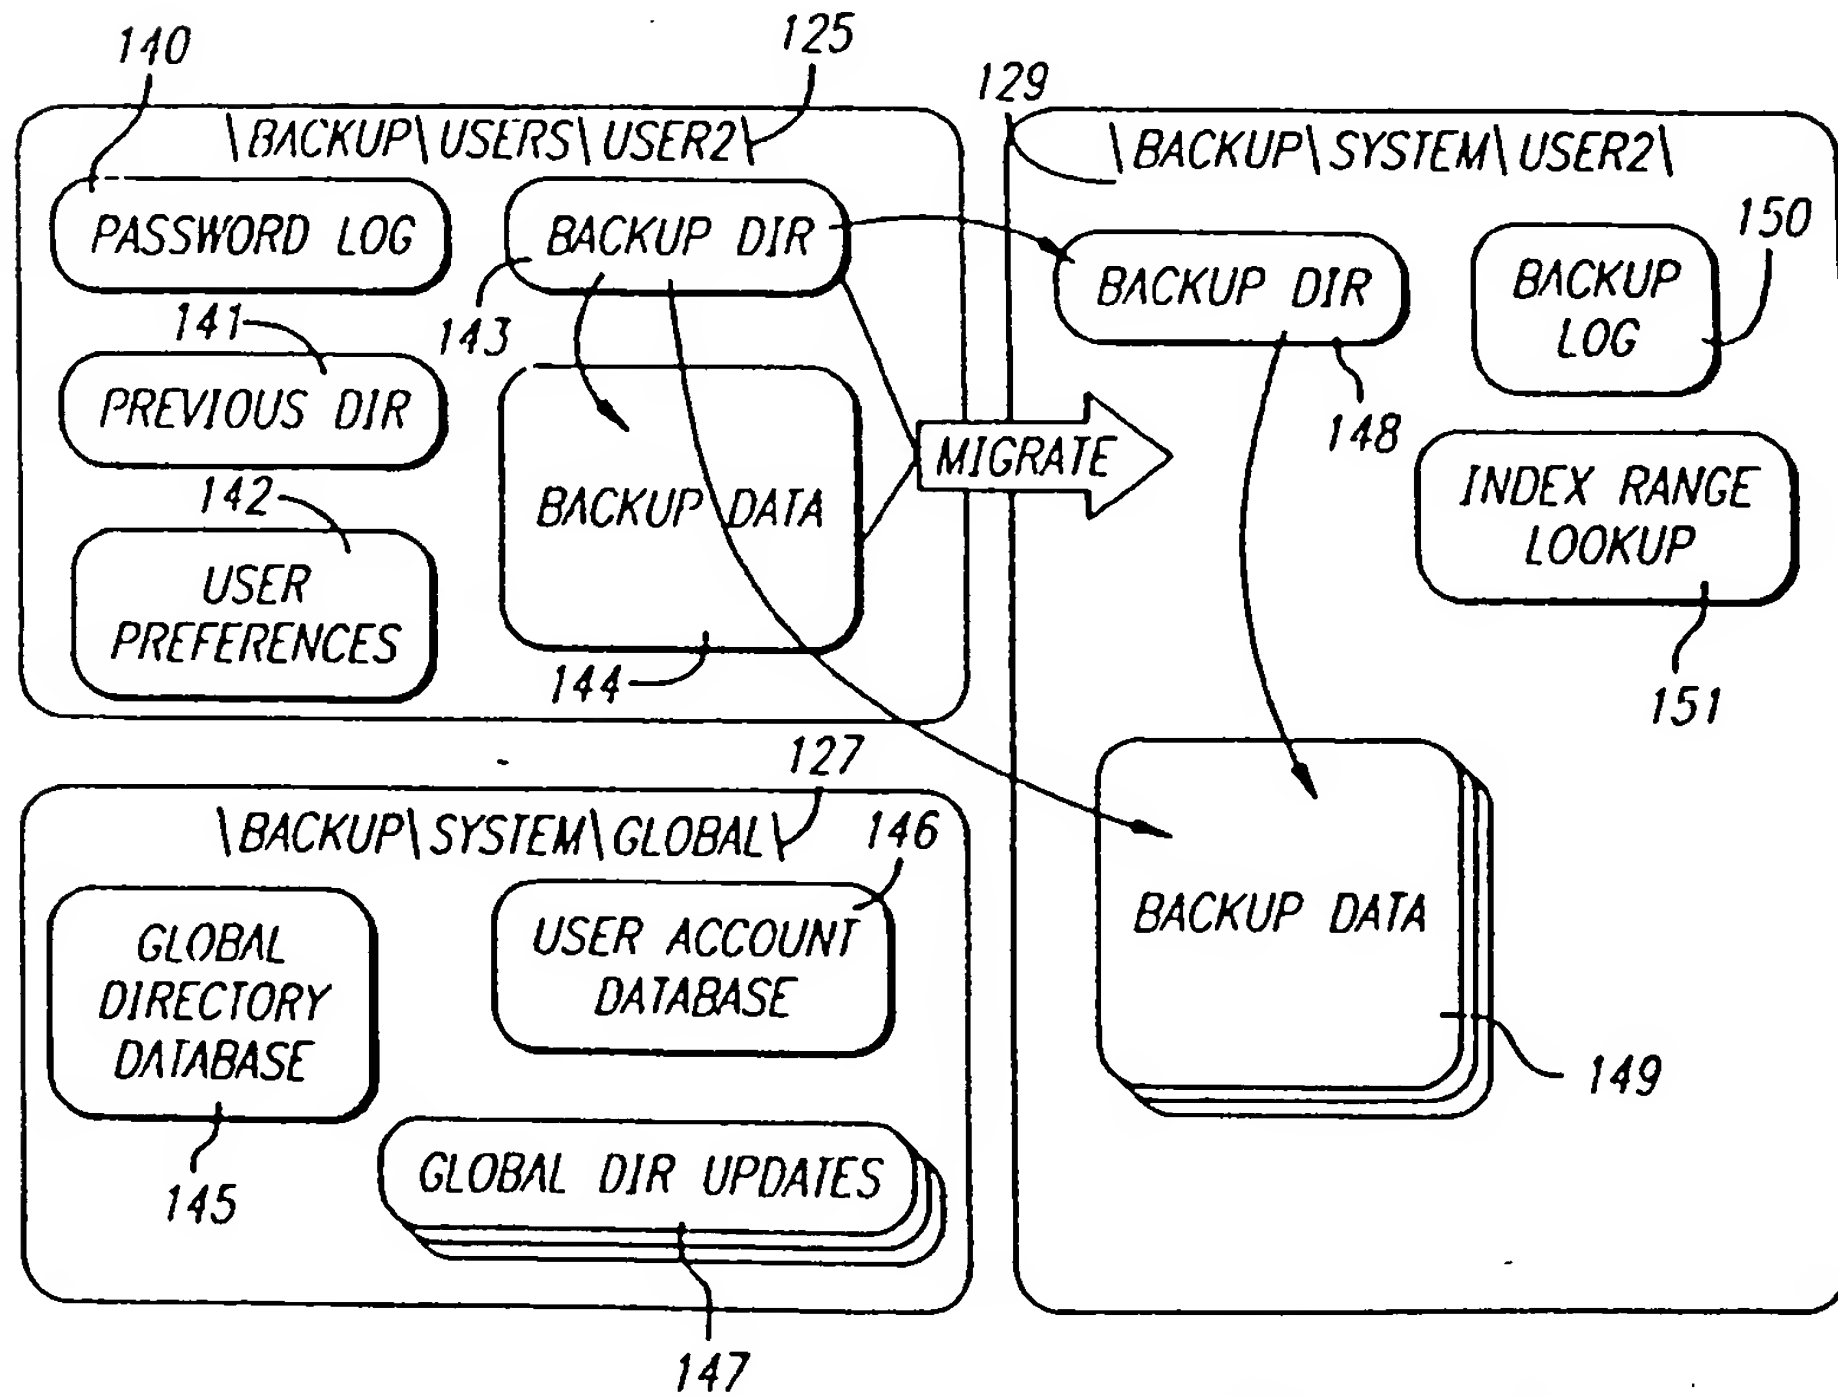 140
125
\BACKUP\USERS\USER2\
PASSWORD LOG
BACKUP DIR
143
141
PREVIOUS DIR
142
USER
PREFERENCES
BACKUP DATA
144
MIGRATE
129
\BACKUP\SYSTEM\USER2\
BACKUP DIR
148
150
BACKUP
LOG
INDEX RANGE
LOOKUP
151
BACKUP DATA
149
127
\BACKUP\SYSTEM\GLOBAL\
146
GLOBAL
DIRECTORY
DATABASE
145
USER ACCOUNT
DATABASE
GLOBAL DIR UPDATES
147